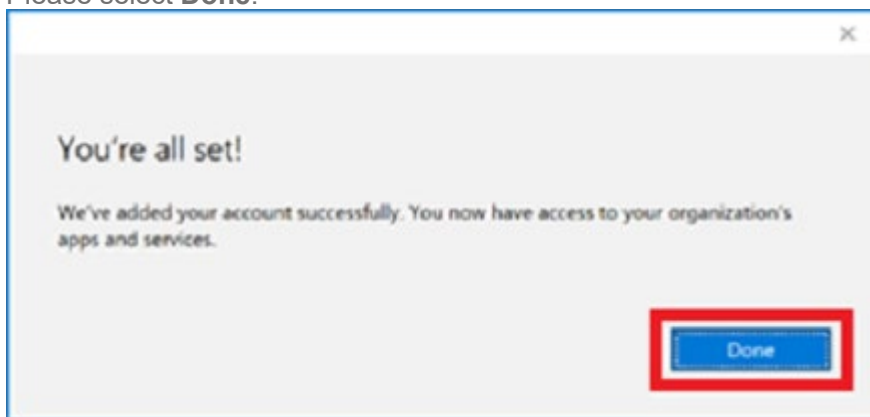 Please select Done.
You're all set!
We've added your account successfully. You now have access to your organization's
apps and services.
Done